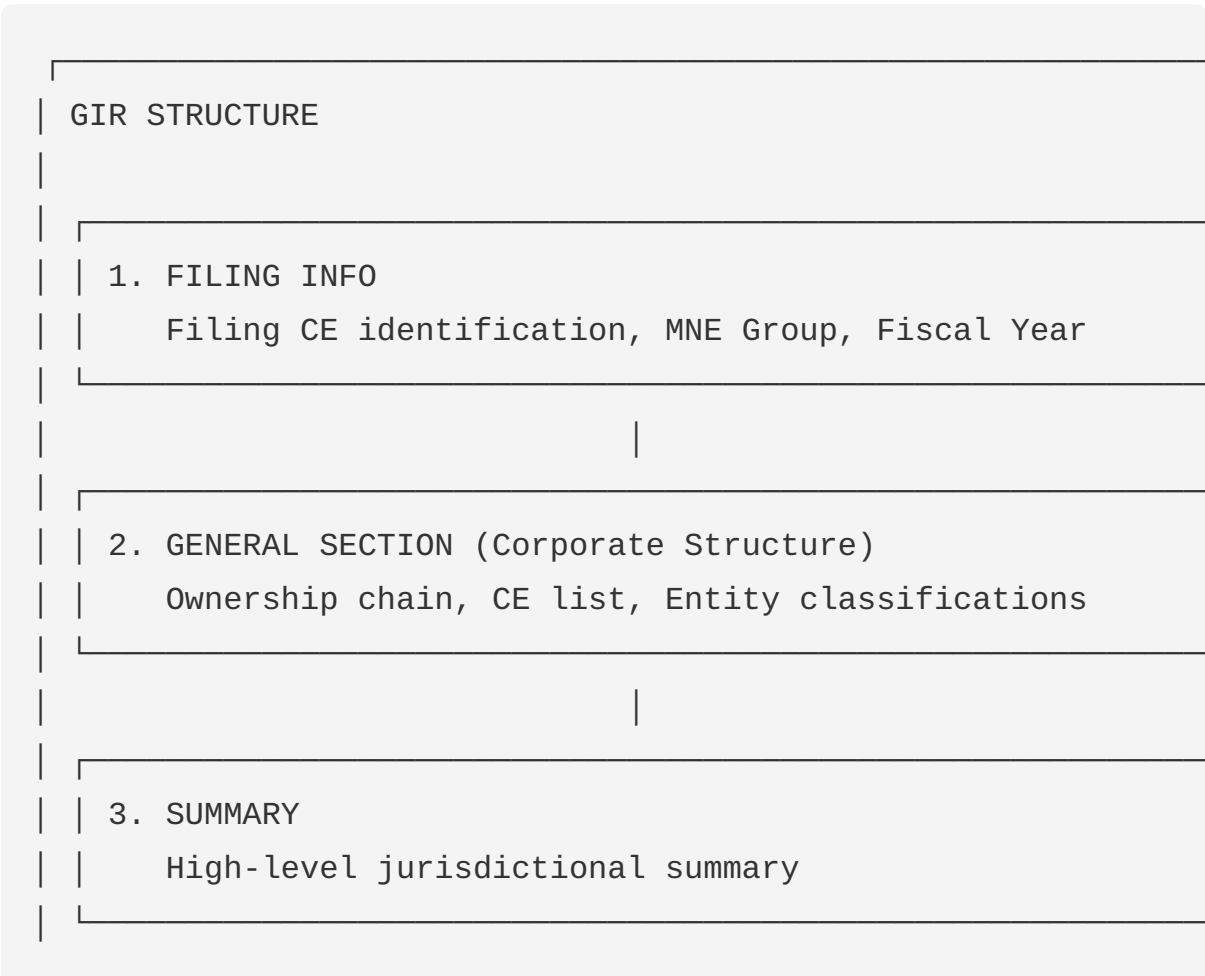 GIR STRUCTURE
1. FILING INFO
Filing CE identification, MNE Group, Fiscal Year
2. GENERAL SECTION (Corporate Structure)
Ownership chain, CE list, Entity classifications
3. SUMMARY
High-level jurisdictional summary